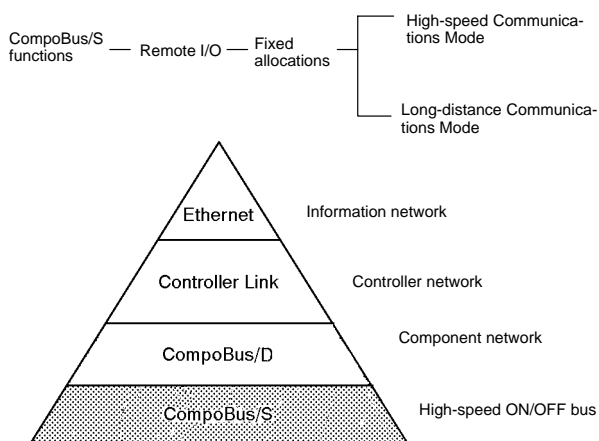 CompoBus/S
functions
Remote I/O
Fixed
allocations
High-speed Communica-
tions Mode
Long-distance Communica-
tions Mode
Ethernet
Information network
Controller Link
Controller network
CompoBus/D
Component network
CompoBus/S
High-speed ON/OFF bus